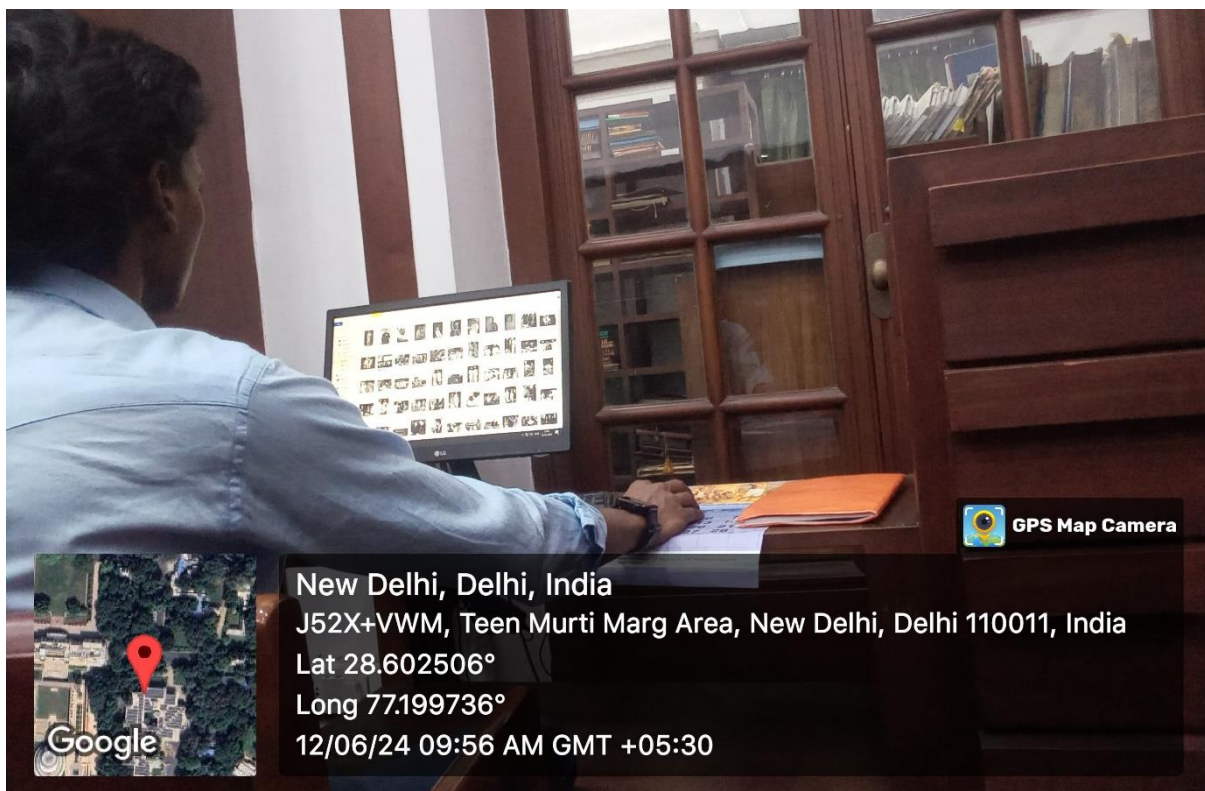 LG
GPS Map Camera
New Delhi, Delhi, India
J52X+VWM, Teen Murti Marg Area, New Delhi, Delhi 110011, India
Lat 28.602506°
Long 77.199736°
12/06/24 09:56 AM GMT +05:30
Google